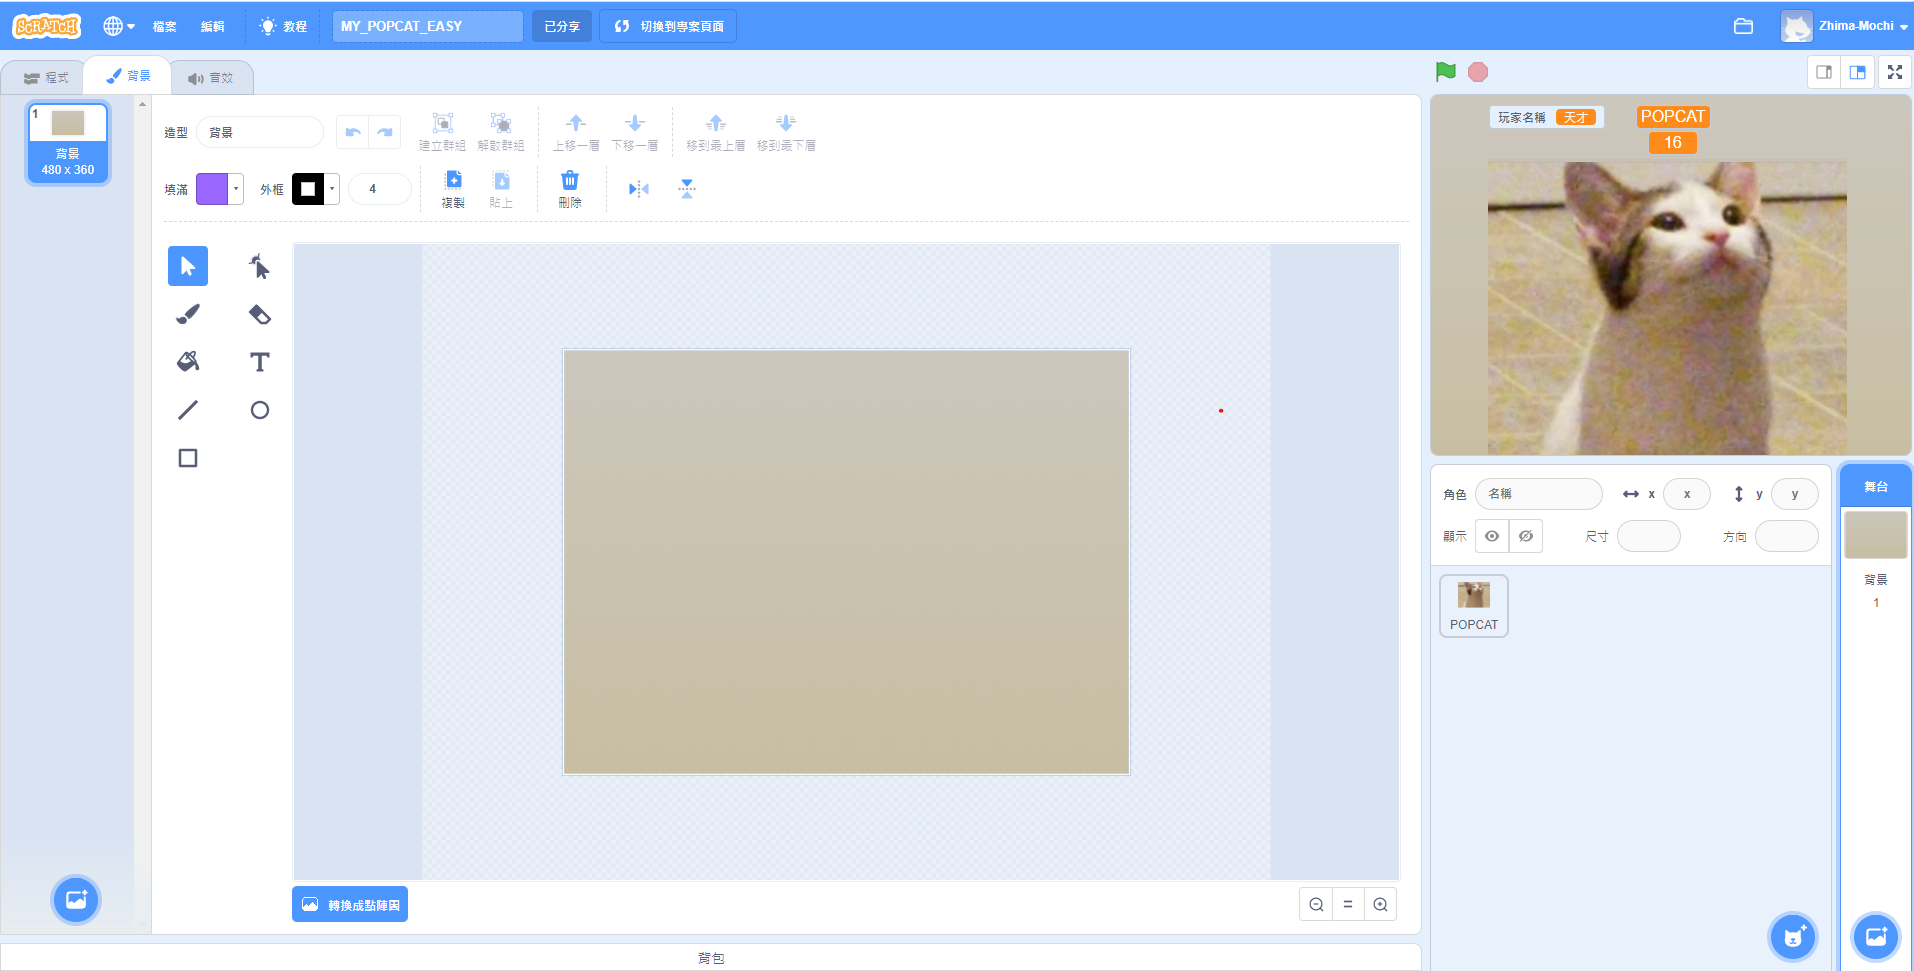 SCRATCH
檔案
編輯
教程
MY_POPCAT_EASY
已分享
切換到專案頁面
Zhima-Mochi
程式
背景
音效
1
背景
480 x 360
造型
背景
建立群組
解散群組
上移一層
下移一層
移到最上層
移到最下層
填滿
外框
4
複製
貼上
刪除
轉換成點陣圖
背包
玩家名稱 天才
POPCAT
16
角色
名稱
x
x
y
y
顯示
尺寸
方向
POPCAT
舞台
背景
1